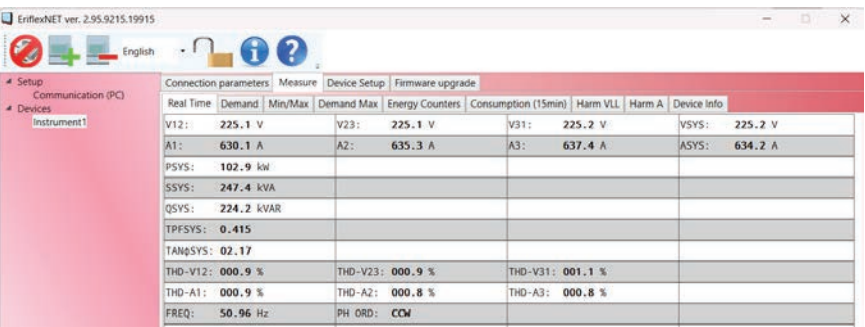 EriflexNET ver. 2.95.9215.19915
English
Setup
Communication (PC)
Devices
Instrument1
Connection parameters Measure Device Setup Firmware upgrade
Real Time Demand Min/Max Demand Max Energy Counters Consumption (15min) Harm VLL Harm A Device Info
V12: 225.1 V V23: 225.1 V V31: 225.2 V VSYS: 225.2 V
A1: 630.1 A A2: 635.3 A A3: 637.4 A ASYS: 634.2 A
PSYS: 102.9 kW
SSYS: 247.4 kVA
QSYS: 224.2 kVAR
TPFSYS: 0.415
TANϕSYS: 02.17
THD-V12: 000.9 % THD-V23: 000.9 % THD-V31: 001.1 %
THD-A1: 000.9 % THD-A2: 000.8 % THD-A3: 000.8 %
FREQ: 50.96 Hz PH ORD: CCW